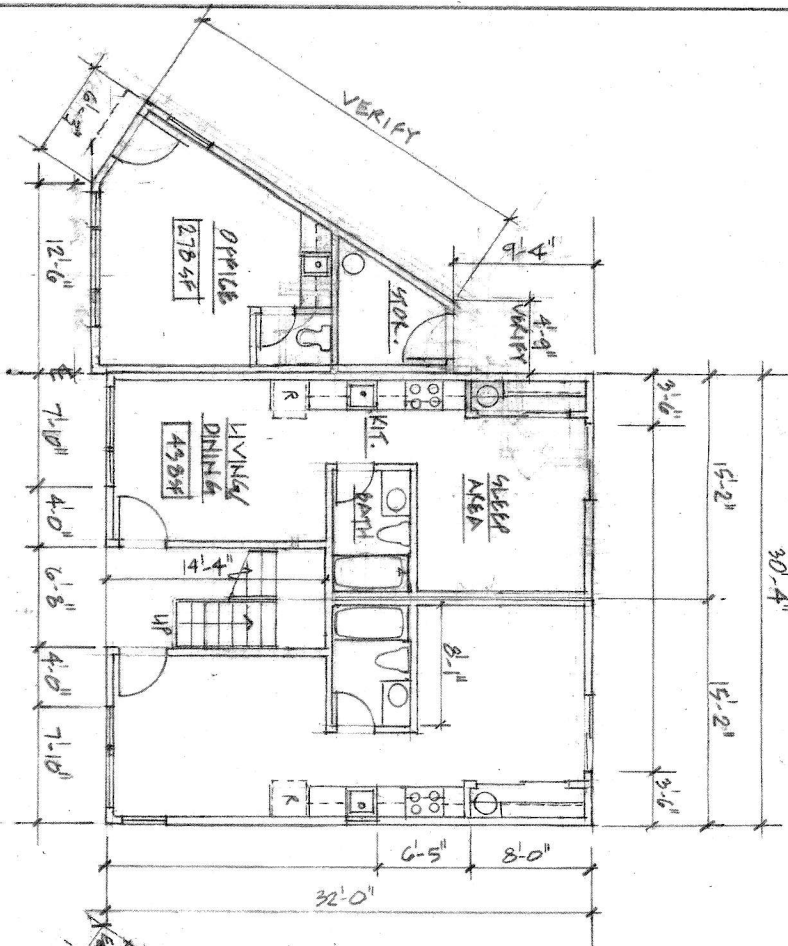 VERIFY
6'-3"
9'-4"
12'-6"
OFFICE
278 SF
STOR.
4'-9"
VERIFY
7'-10"
R
KIT.
3'-6"
15'-2"
LIVING/
DINING
438 SF
BATH
SLEEP
AREA
4'-0"
30'-4"
14'-4"
6'-8"
UP
8'-1"
4'-0"
15'-2"
7'-10"
R
3'-6"
6'-5"
8'-0"
32'-0"